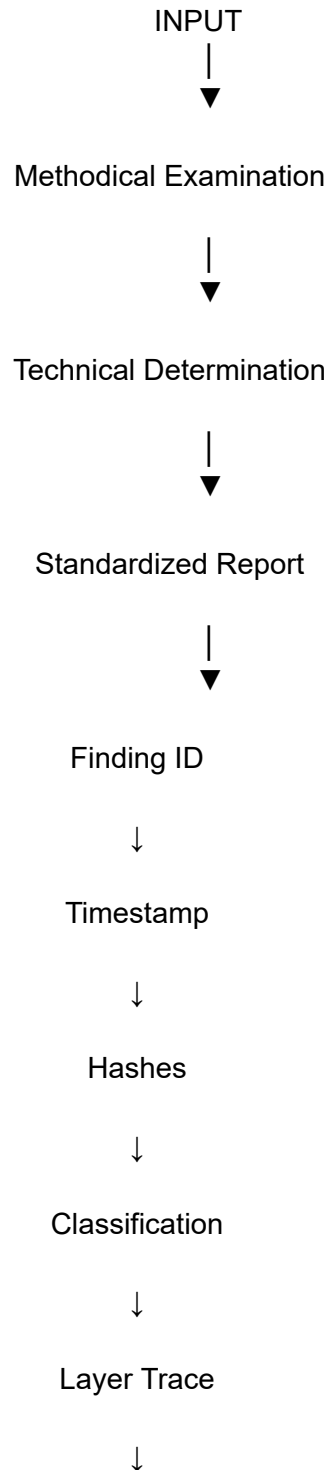 INPUT
│
▼
Methodical Examination
│
▼
Technical Determination
│
▼
Standardized Report
│
▼
Finding ID
↓
Timestamp
↓
Hashes
↓
Classification
↓
Layer Trace
↓